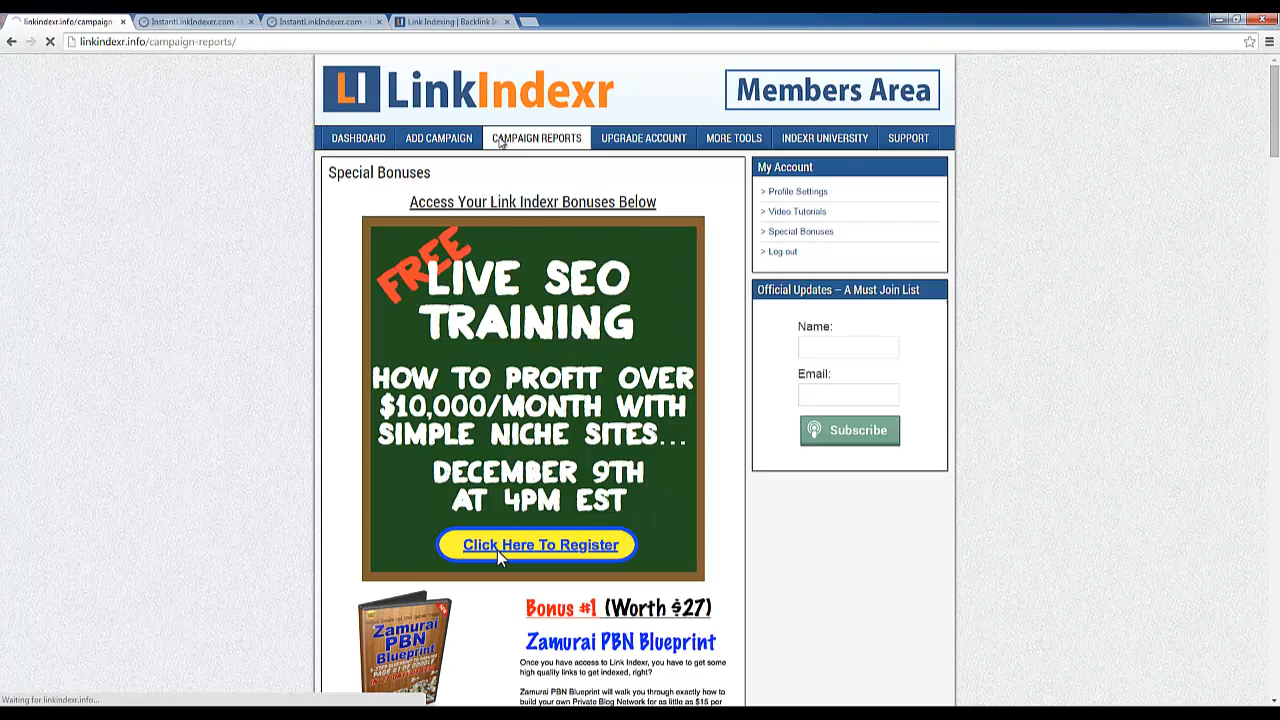 linkindexr.info/campaign-
InstantLinkIndexer.com -
InstantLinkIndexer.com -
Link Indexing | Backlink In
linkindexr.info/campaign-reports/
LI LinkIndexr
Members Area
DASHBOARD
ADD CAMPAIGN
CAMPAIGN REPORTS
UPGRADE ACCOUNT
MORE TOOLS
INDEXR UNIVERSITY
SUPPORT
Special Bonuses
Access Your Link Indexr Bonuses Below
FREE
LIVE SEO
TRAINING
HOW TO PROFIT OVER
$10,000/MONTH WITH
SIMPLE NICHE SITES...
DECEMBER 9TH
AT 4PM EST
Click Here To Register
Zamurai
PBN
Blueprint
Bonus #1 (Worth $27)
Zamurai PBN Blueprint
Once you have access to Link Indexr, you have to get some
high quality links to get indexed, right?
Zamurai PBN Blueprint will walk you through exactly how to
build your own Private Blog Network for as little as $15 per
My Account
> Profile Settings
> Video Tutorials
> Special Bonuses
> Log out
Official Updates – A Must Join List
Name:
Email:
Subscribe
Waiting for linkindexr.info...